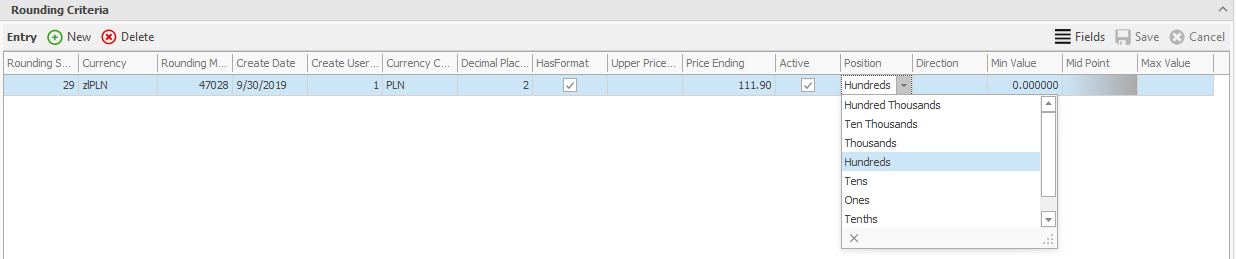 Rounding Criteria
Entry New Delete Fields Save Cancel
Rounding S... Currency Rounding M... Create Date Create User... Currency C... Decimal Plac... HasFormat Upper Price... Price Ending Active Position Direction Min Value Mid Point Max Value
29 zlPLN 47028 9/30/2019 1 PLN 2 111.90 Hundreds 0.000000
Hundred Thousands
Ten Thousands
Thousands
Hundreds
Tens
Ones
Tenths